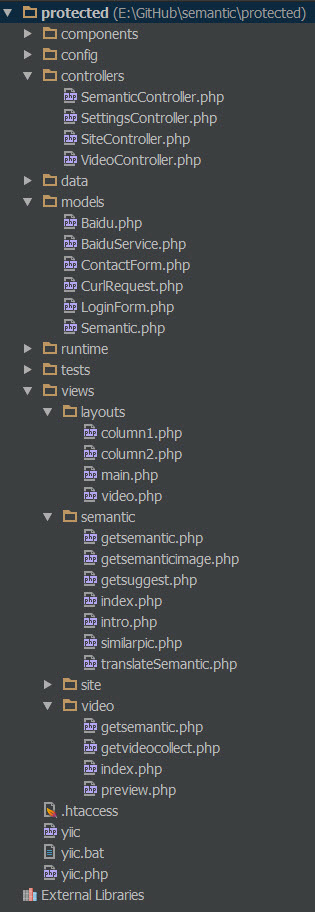 protected (E:\GitHub\semantic\protected)
components
config
controllers
SemanticController.php
SettingsController.php
SiteController.php
VideoController.php
data
models
Baidu.php
BaiduService.php
ContactForm.php
CurlRequest.php
LoginForm.php
Semantic.php
runtime
tests
views
layouts
column1.php
column2.php
main.php
video.php
semantic
getsemantic.php
getsemanticimage.php
getsuggest.php
index.php
intro.php
similarpic.php
translateSemantic.php
site
video
getsemantic.php
getvideocollect.php
index.php
preview.php
.htaccess
yiic
yiic.bat
yiic.php
External Libraries